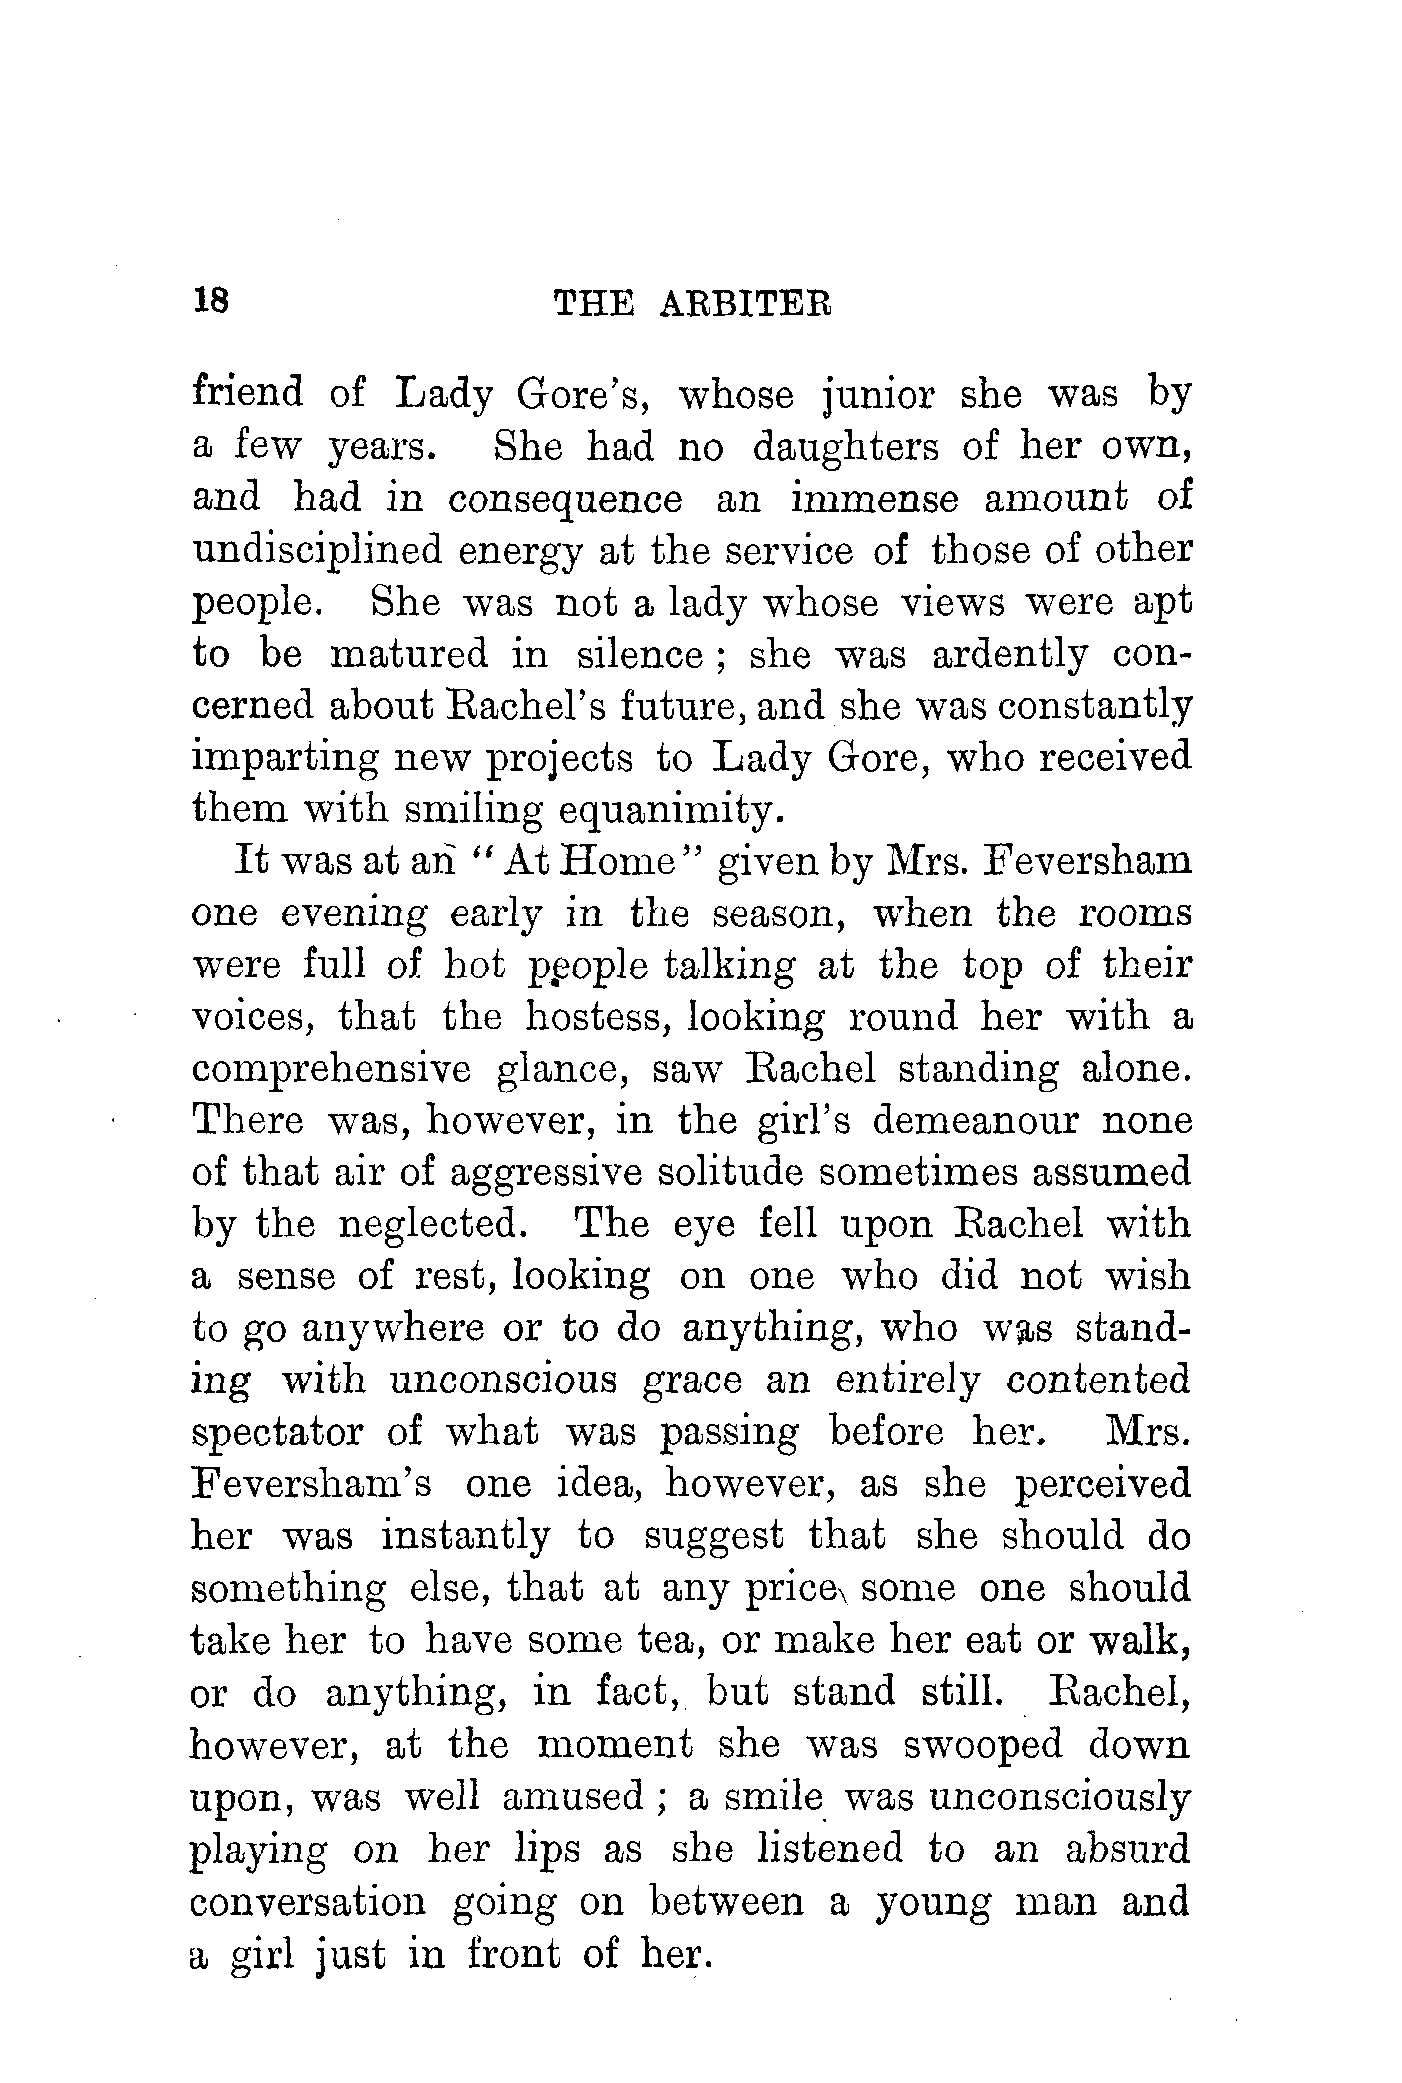 18 THE ARBITER
friend of Lady Gore's, whose junior she was by
a few years. She had no daughters of her own,
and had in consequence an immense amount of
undisciplined energy at the service of those of other
people. She was not a lady whose views were apt
to be matured in silence ; she was ardently con-
cerned about Rachel's future, and she was constantly
imparting new projects to Lady Gore, who received
them with smiling equanimity.
It was at an “ At Home ” given by Mrs. Feversham
one evening early in the season, when the rooms
were full of hot people talking at the top of their
voices, that the hostess, looking round her with a
comprehensive glance, saw Rachel standing alone.
There was, however, in the girl's demeanour none
of that air of aggressive solitude sometimes assumed
by the neglected. The eye fell upon Rachel with
a sense of rest, looking on one who did not wish
to go anywhere or to do anything, who was stand-
ing with unconscious grace an entirely contented
spectator of what was passing before her. Mrs.
Feversham's one idea, however, as she perceived
her was instantly to suggest that she should do
something else, that at any price some one should
take her to have some tea, or make her eat or walk,
or do anything, in fact, but stand still. Rachel,
however, at the moment she was swooped down
upon, was well amused ; a smile was unconsciously
playing on her lips as she listened to an absurd
conversation going on between a young man and
a girl just in front of her.